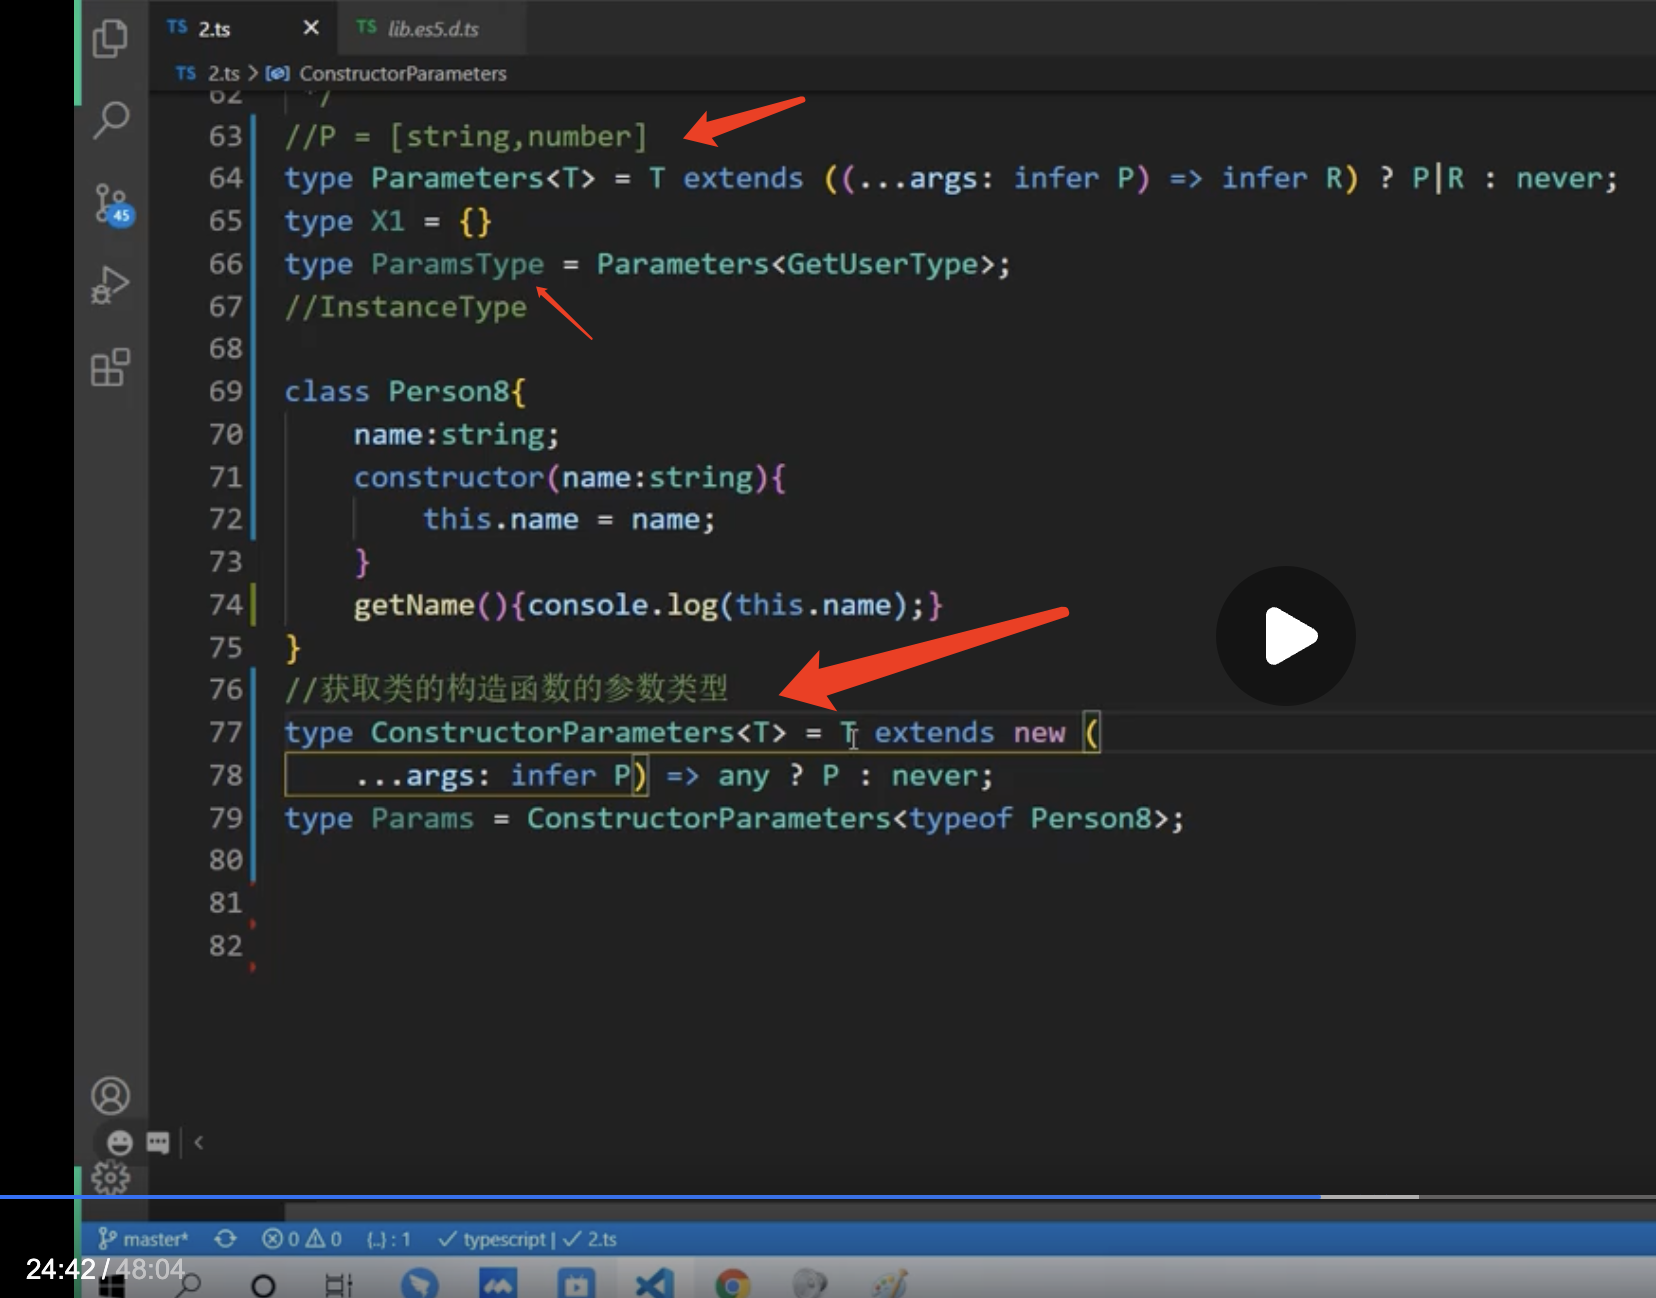 TS 2.ts × TS lib.es5.d.ts
TS 2.ts > ConstructorParameters
62 */
63 //P = [string,number]
64 type Parameters<T> = T extends ((...args: infer P) => infer R) ? P|R : never;
65 type X1 = {}
66 type ParamsType = Parameters<GetUserType>;
67 //InstanceType
68
69 class Person8{
70 name:string;
71 constructor(name:string){
72 this.name = name;
73 }
74 getName(){console.log(this.name);}
75 }
76 //获取类的构造函数的参数类型
77 type ConstructorParameters<T> = T extends new (
78 ...args: infer P) => any ? P : never;
79 type Params = ConstructorParameters<typeof Person8>;
80
81
82
45
master* 0 0 {..} : 1 ✓ typescript | ✓ 2.ts
24:42 / 48:04